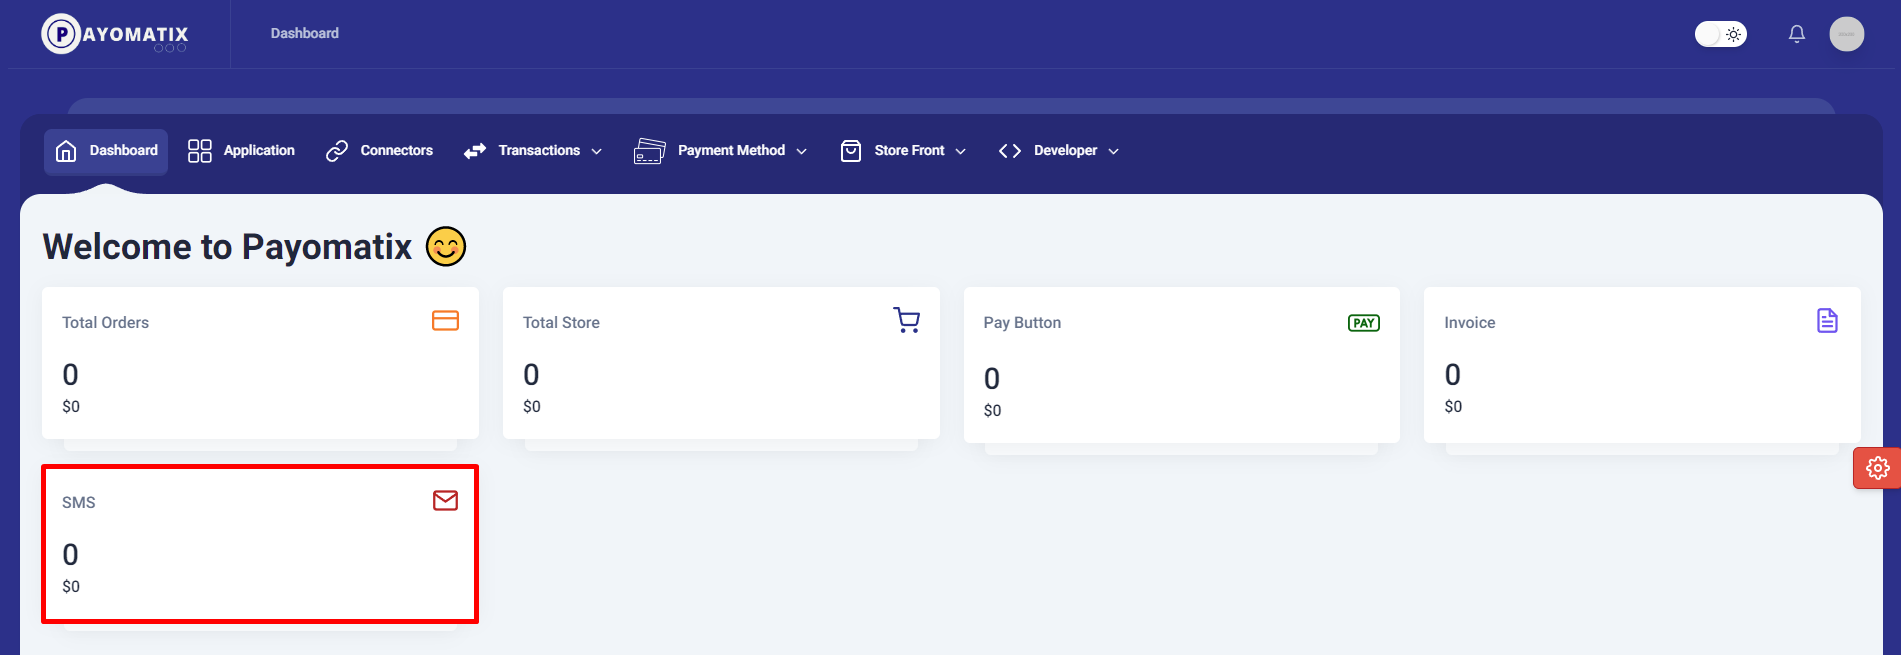 PAYOMATIX
Dashboard
Dashboard Application Connectors Transactions Payment Method Store Front Developer
Welcome to Payomatix
Total Orders
0
$0
Total Store
0
$0
Pay Button
PAY
0
$0
Invoice
0
$0
SMS
0
$0